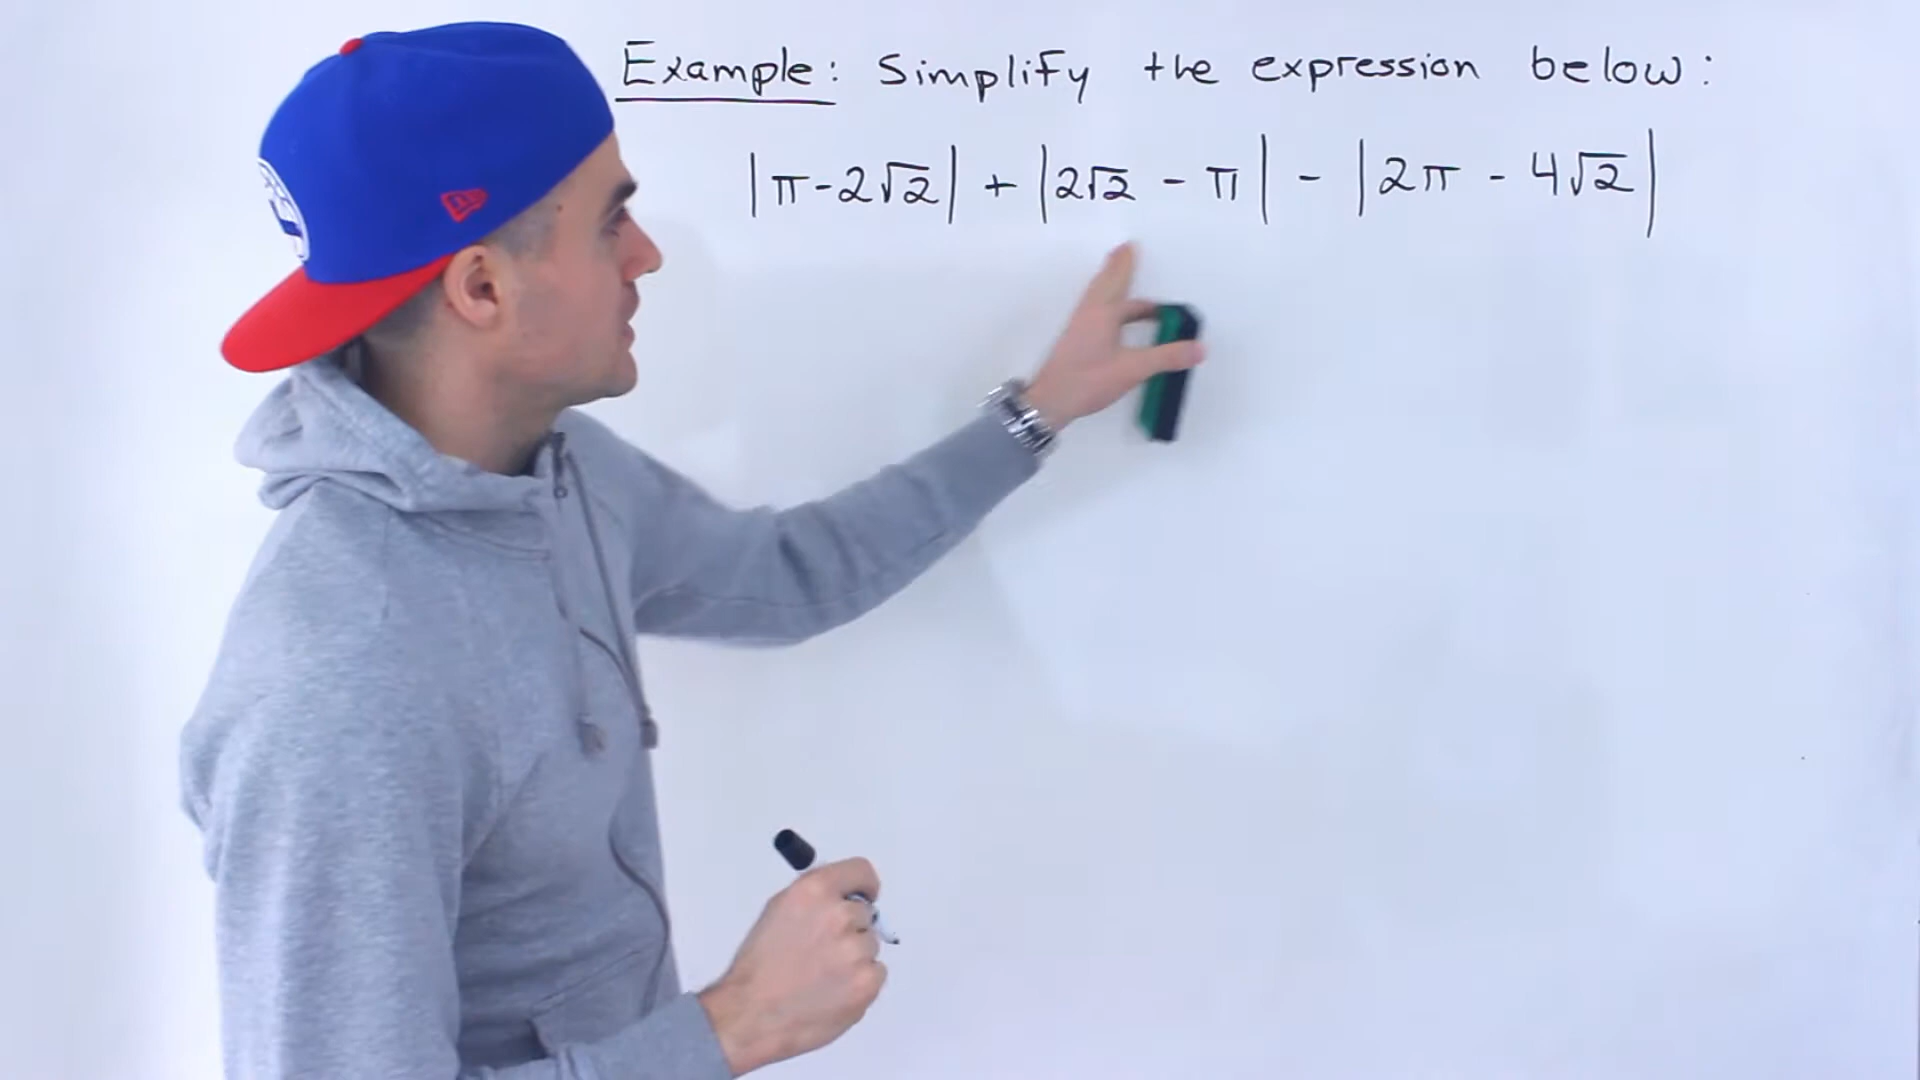 Example: Simplify the expression below:
|π-2√2| + |2√2 - π| - |2π - 4√2|